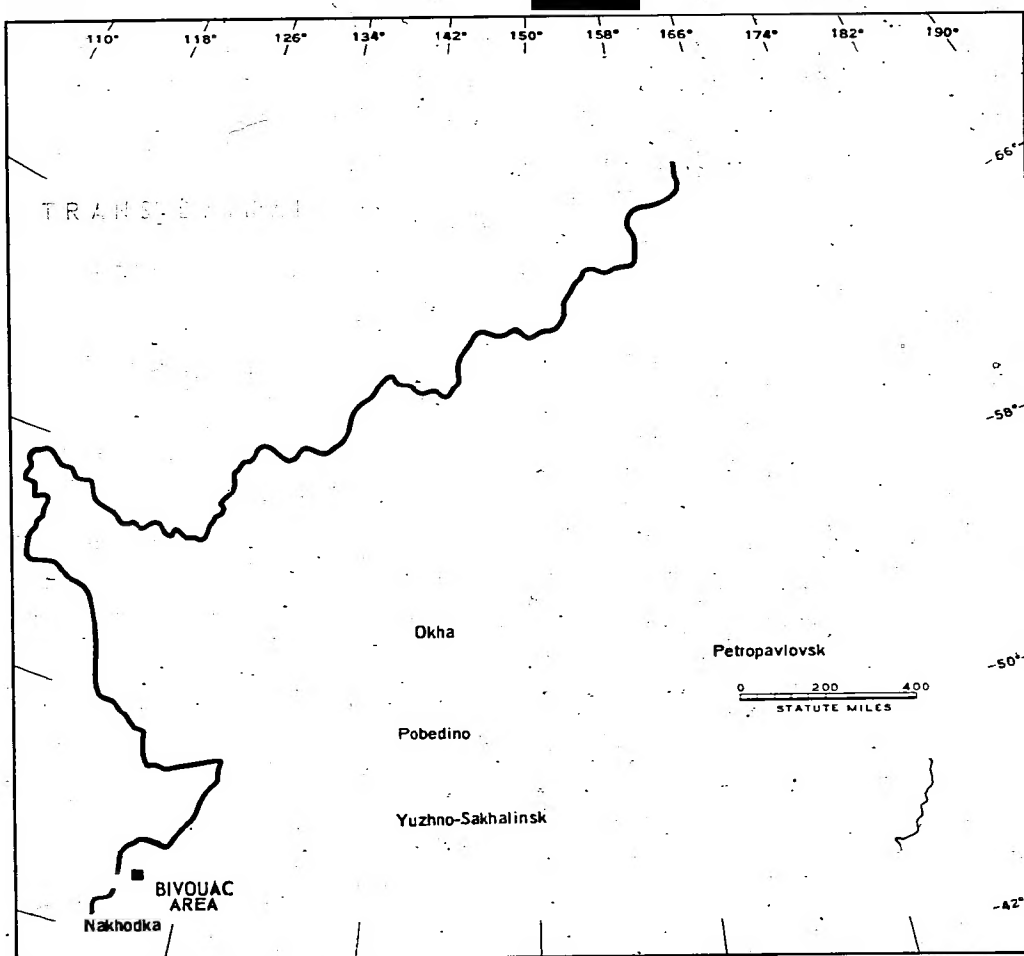 110° 118° 126° 134° 142° 150° 158° 166° 174° 182° 190°
66°
58°
Okha
Petropavlovsk
50°
0 200 400
STATUTE MILES
Pobedino
Yuzhno-Sakhalinsk
BIVOUAC
AREA
42°
Nakhodka